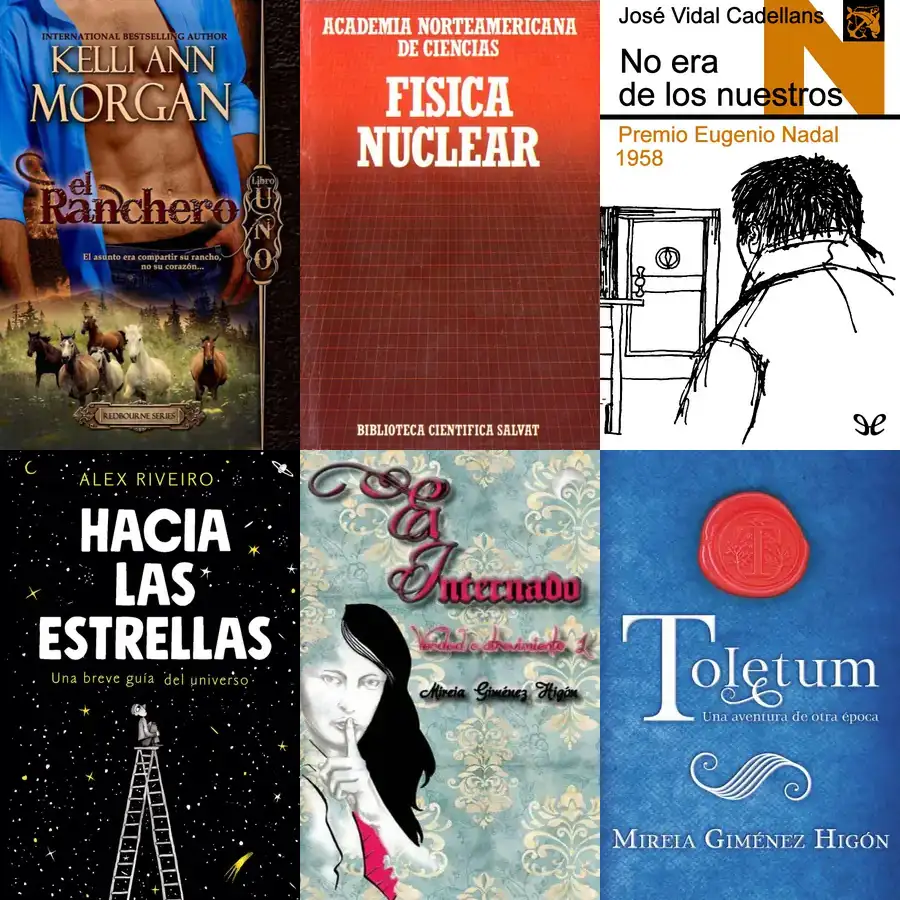 INTERNATIONAL BESTSELLING AUTHOR
KELLI ANN
MORGAN
el
Ranchero
Libro
UNO
El asunto era compartir su rancho,
no su corazón...
REDBOURNE SERIES
ACADEMIA NORTEAMERICANA
DE CIENCIAS
FISICA
NUCLEAR
BIBLIOTECA CIENTIFICA SALVAT
José Vidal Cadellans
N
No era
de los nuestros
Premio Eugenio Nadal
1958
ALEX RIVEIRO
HACIA
LAS
ESTRELLAS
Una breve guía del universo
El
Internado
Verdad o atrevimiento 1
Mireia Giménez Higón
T
Toletum
Una aventura de otra época
MIREIA GIMÉNEZ HIGÓN